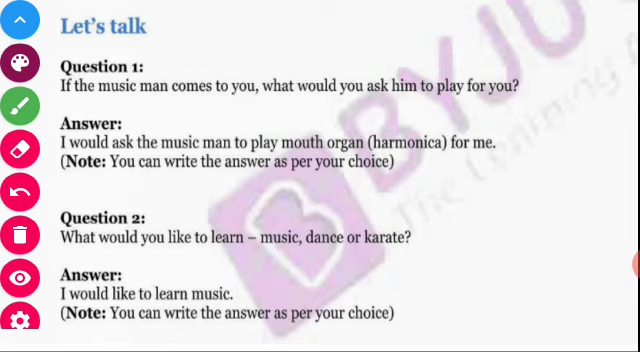 Let's talk
Question 1:
If the music man comes to you, what would you ask him to play for you?
Answer:
I would ask the music man to play mouth organ (harmonica) for me.
(Note: You can write the answer as per your choice)
Question 2:
What would you like to learn – music, dance or karate?
Answer:
I would like to learn music.
(Note: You can write the answer as per your choice)
BYJU
The Learning A